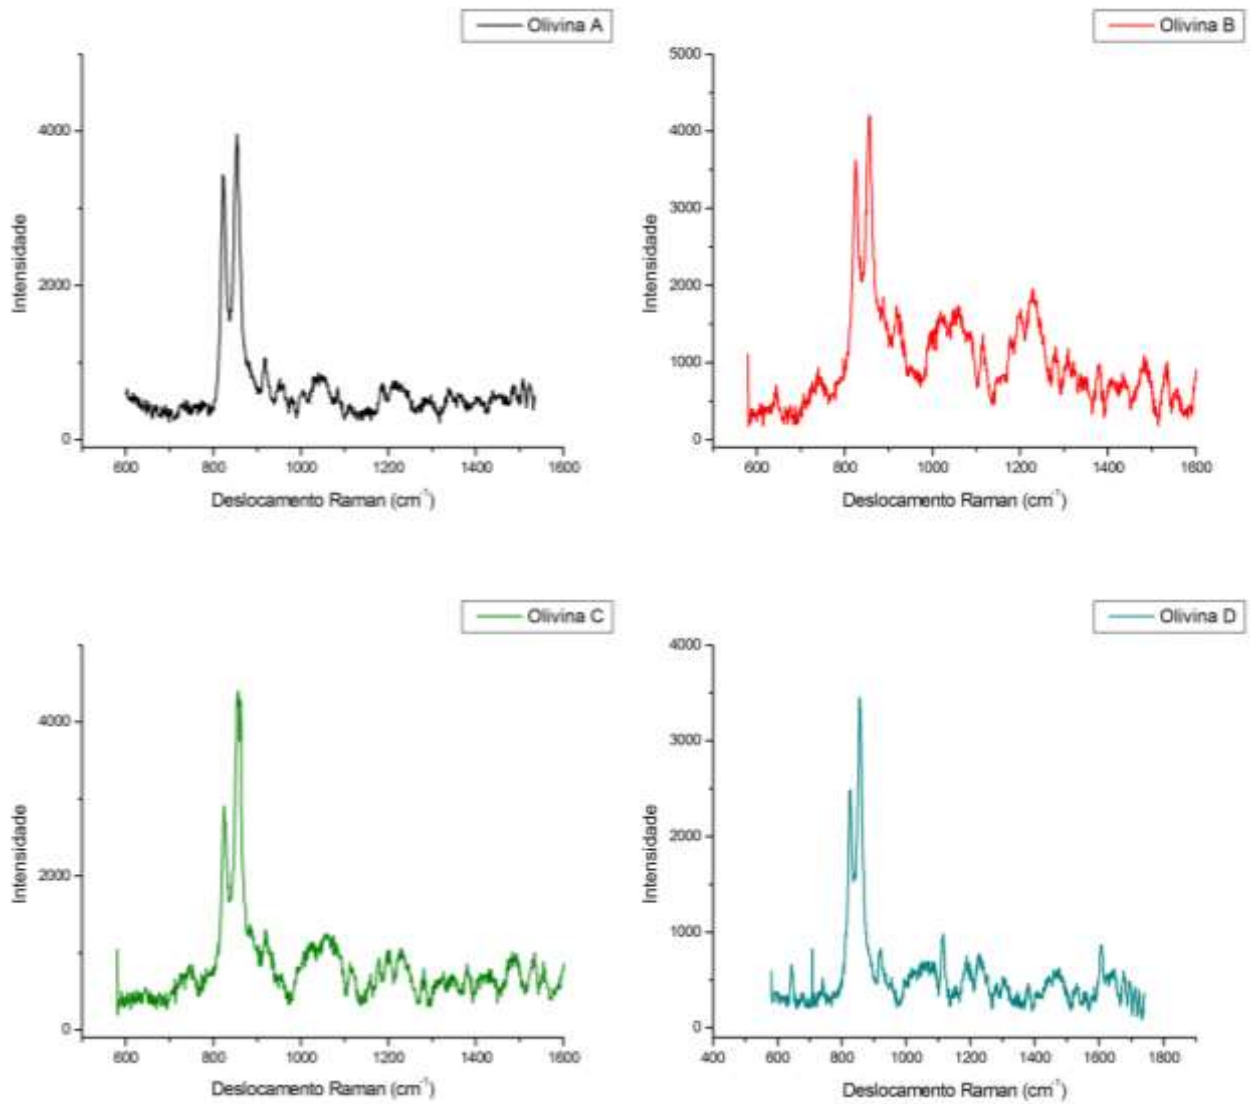 Olivina A
4000
2000
0
600 800 1000 1200 1400 1600
Intensidade
Deslocamento Raman (cm⁻¹)
Olivina B
5000
4000
3000
2000
1000
0
600 800 1000 1200 1400 1600
Intensidade
Deslocamento Raman (cm⁻¹)
Olivina C
4000
2000
0
600 800 1000 1200 1400 1600
Intensidade
Deslocamento Raman (cm⁻¹)
Olivina D
4000
3000
2000
1000
0
400 600 800 1000 1200 1400 1600 1800
Intensidade
Deslocamento Raman (cm⁻¹)